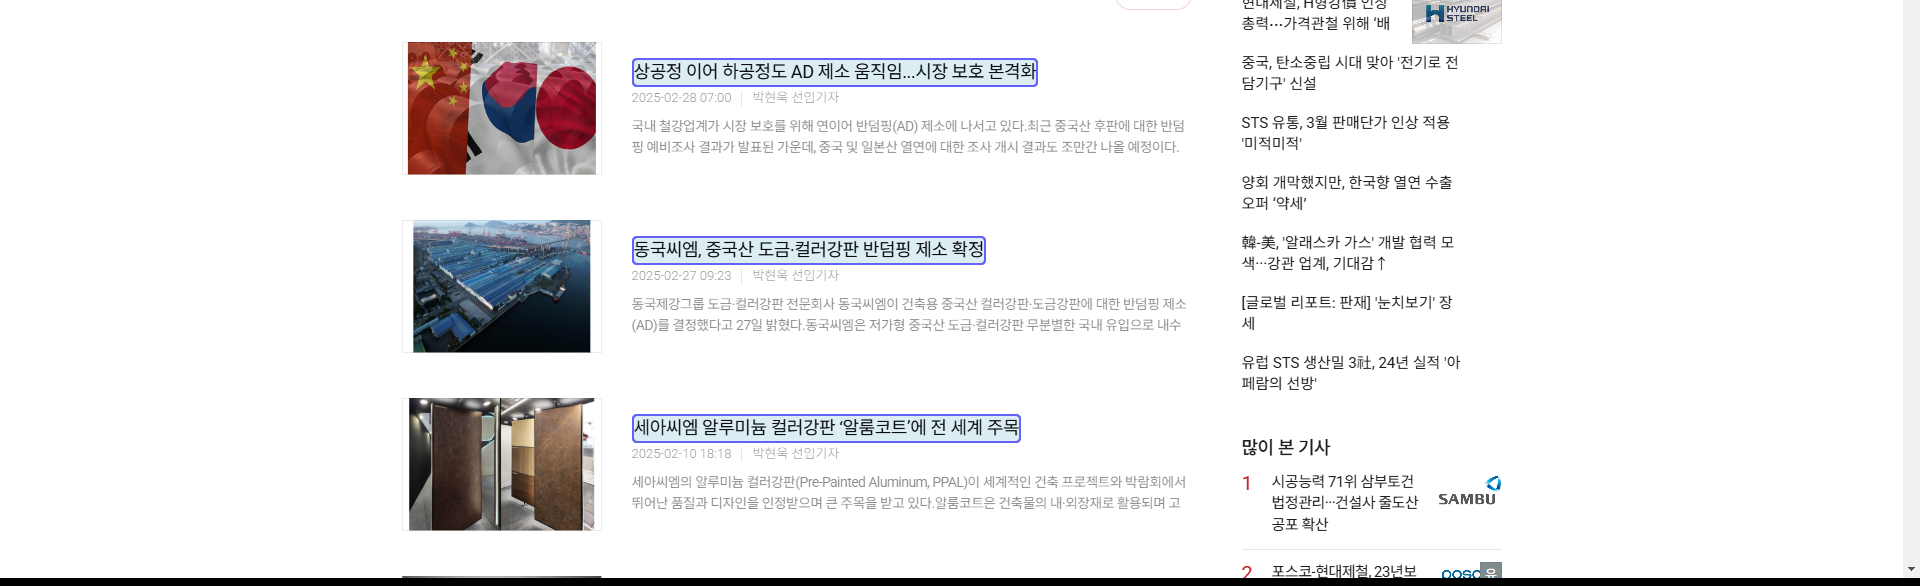 상공정 이어 하공정도 AD 제소 움직임...시장 보호 본격화
2025-02-28 07:00 박현욱 선임기자
국내 철강업계가 시장 보호를 위해 연이어 반덤핑(AD) 제소에 나서고 있다.최근 중국산 후판에 대한 반덤
핑 예비조사 결과가 발표된 가운데, 중국 및 일본산 열연에 대한 조사 개시 결과도 조만간 나올 예정이다.
동국씨엠, 중국산 도금·컬러강판 반덤핑 제소 확정
2025-02-27 09:23 박현욱 선임기자
동국제강그룹 도금·컬러강판 전문회사 동국씨엠이 건축용 중국산 컬러강판·도금강판에 대한 반덤핑 제소
(AD)를 결정했다고 27일 밝혔다.동국씨엠은 저가형 중국산 도금·컬러강판 무분별한 국내 유입으로 내수
세아씨엠 알루미늄 컬러강판 ‘알룸코트’에 전 세계 주목
2025-02-10 18:18 박현욱 선임기자
세아씨엠의 알루미늄 컬러강판(Pre-Painted Aluminum, PPAL)이 세계적인 건축 프로젝트와 박람회에서
뛰어난 품질과 디자인을 인정받으며 큰 주목을 받고 있다.알룸코트은 건축물의 내·외장재로 활용되며 고
현대제철, H형강價 인상
총력…가격관철 위해 ‘배
HYUNDAI
STEEL
중국, 탄소중립 시대 맞아 '전기로 전
담기구' 신설
STS 유통, 3월 판매단가 인상 적용
'미적미적'
양회 개막했지만, 한국향 열연 수출
오퍼 ‘약세’
韓-美, '알래스카 가스' 개발 협력 모
색…강관 업계, 기대감↑
[글로벌 리포트: 판재] '눈치보기' 장
세
유럽 STS 생산밀 3社, 24년 실적 '아
페람의 선방'
많이 본 기사
1 시공능력 71위 삼부토건
법정관리…건설사 줄도산
공포 확산
SAMBU
2 포스코-현대제철, 23년보
posc
유